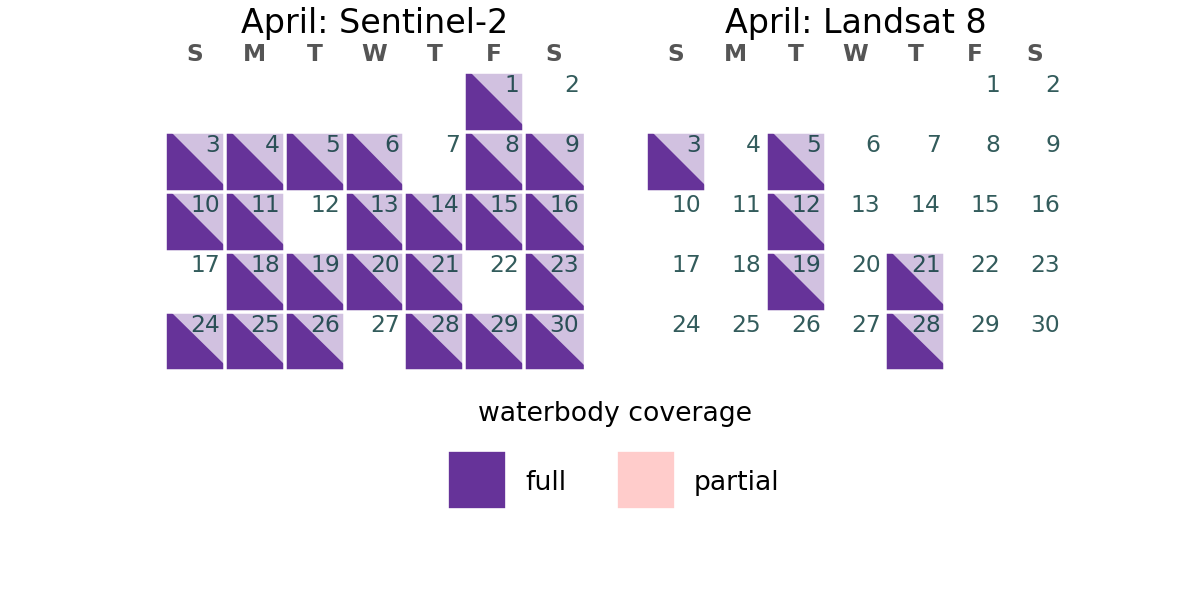 April: Sentinel-2
S M T W T F S
1 2
3 4 5 6 7 8 9
10 11 12 13 14 15 16
17 18 19 20 21 22 23
24 25 26 27 28 29 30
April: Landsat 8
S M T W T F S
1 2
3 4 5 6 7 8 9
10 11 12 13 14 15 16
17 18 19 20 21 22 23
24 25 26 27 28 29 30
waterbody coverage
full partial